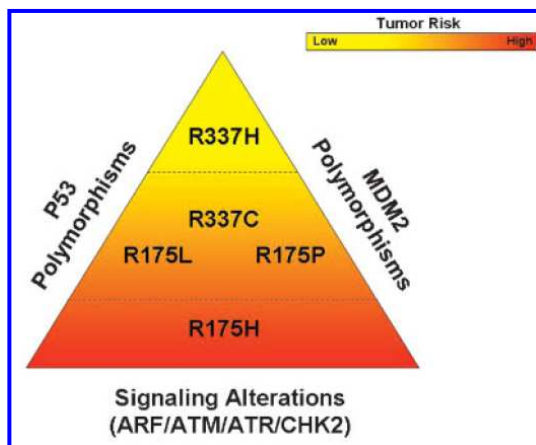 Tumor Risk
Low High
R337H
P53
Polymorphisms
MDM2
Polymorphisms
R337C
R175L R175P
R175H
Signaling Alterations
(ARF/ATM/ATR/CHK2)